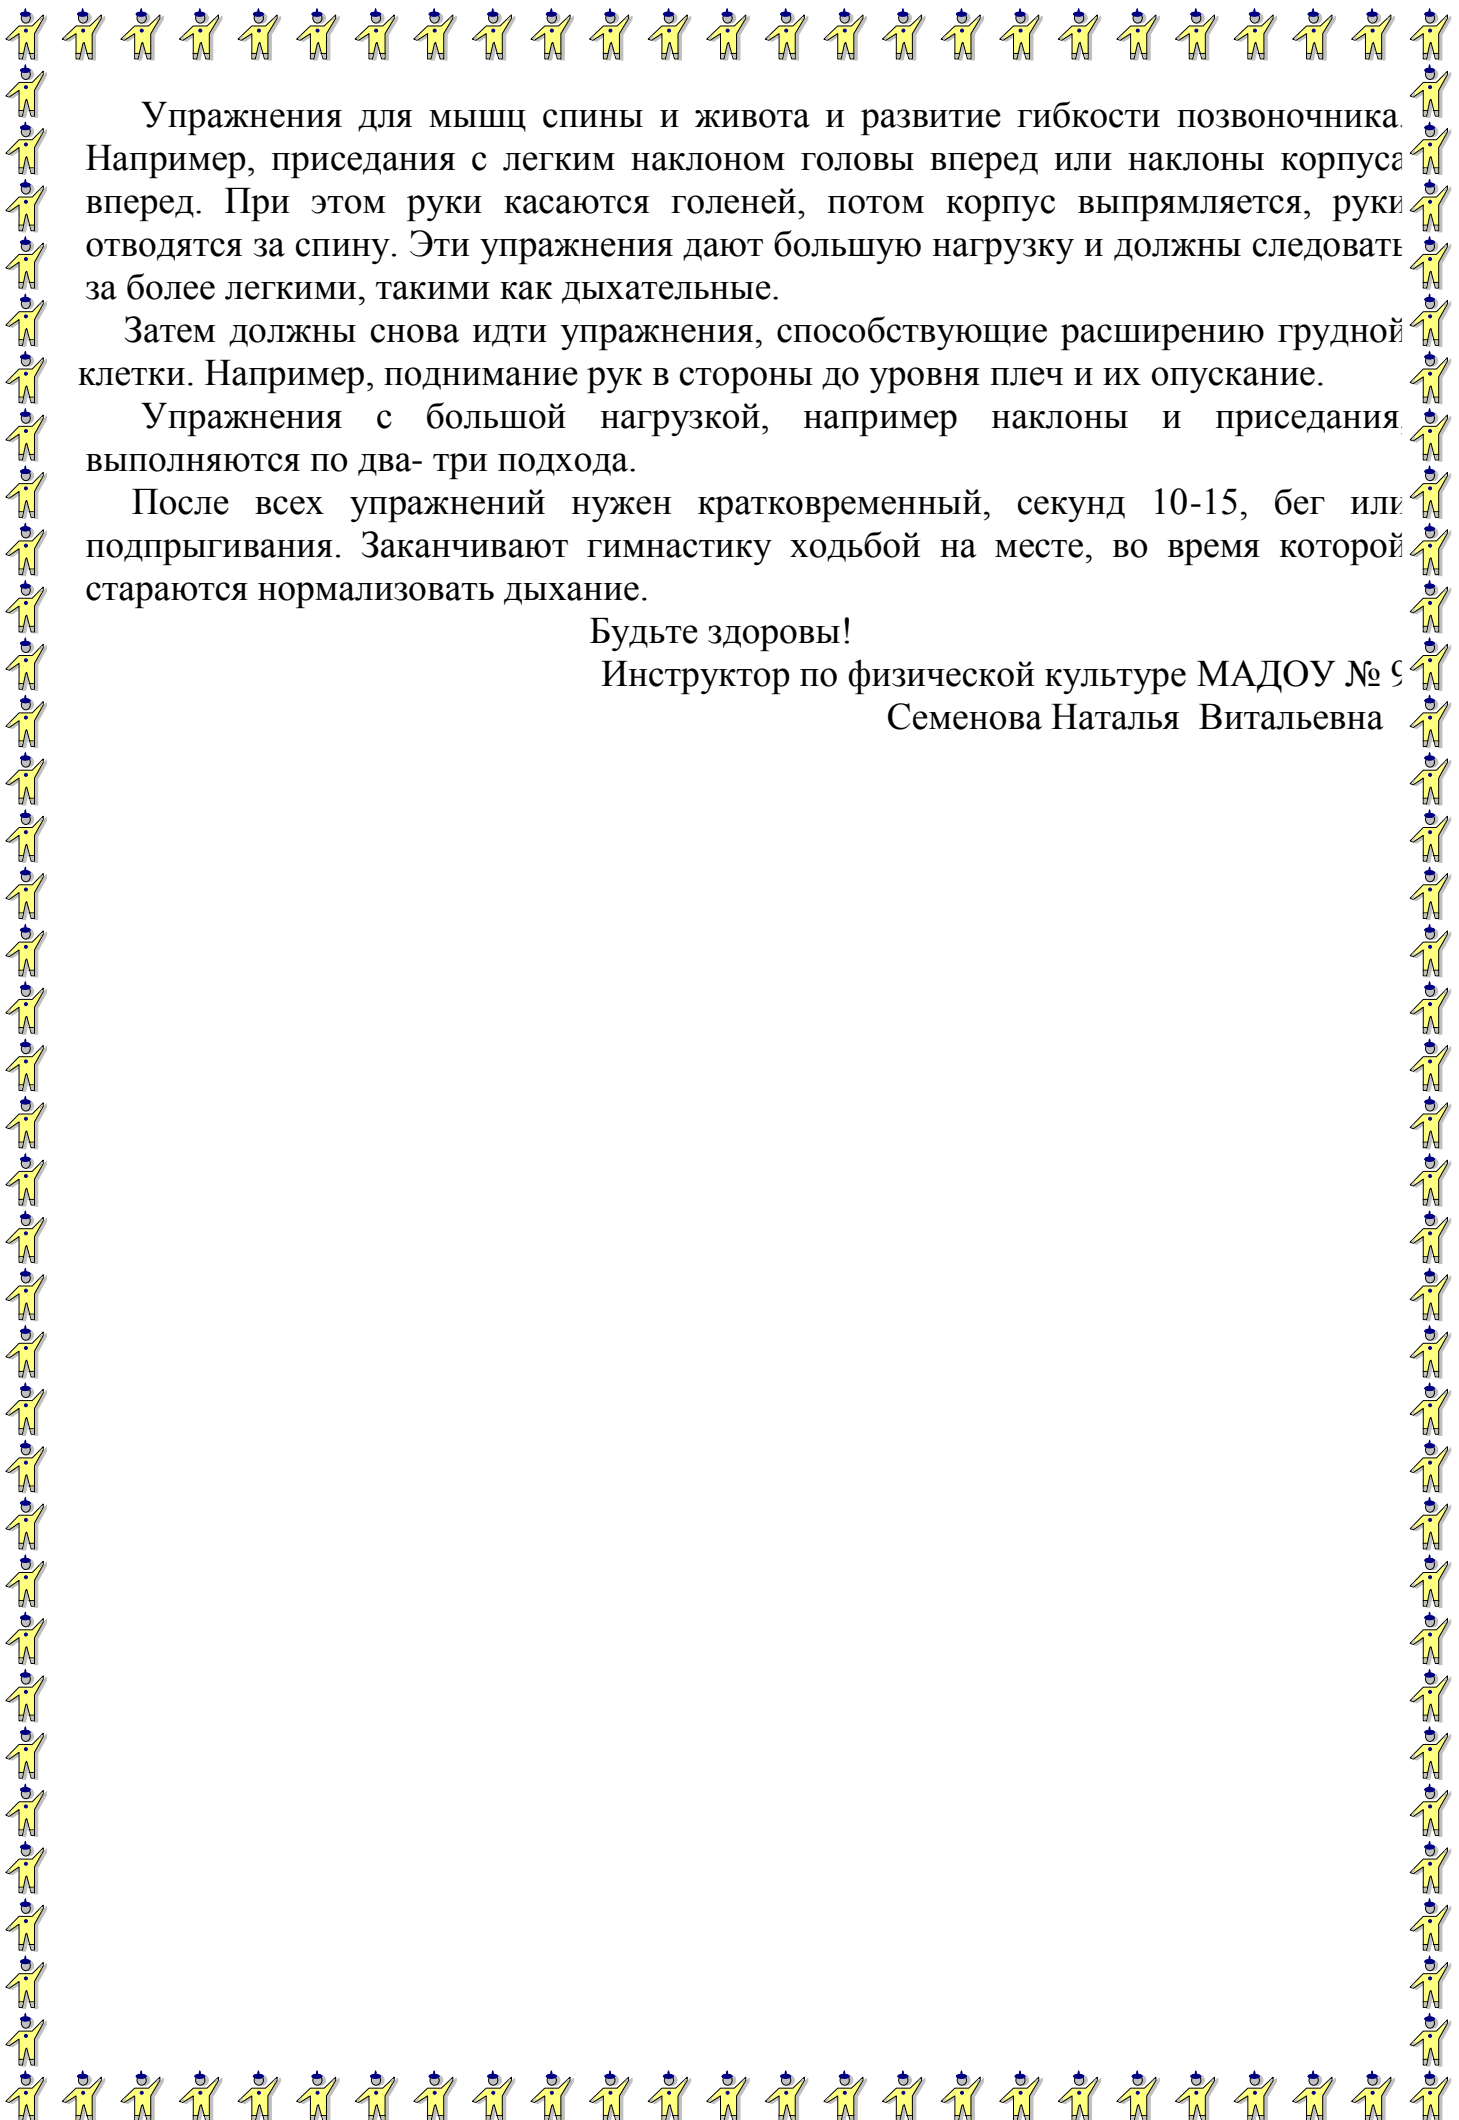 Упражнения для мышц спины и живота и развитие гибкости позвоночника.
Например, приседания с легким наклоном головы вперед или наклоны корпуса
вперед. При этом руки касаются голеней, потом корпус выпрямляется, руки
отводятся за спину. Эти упражнения дают большую нагрузку и должны следовать
за более легкими, такими как дыхательные.
Затем должны снова идти упражнения, способствующие расширению грудной
клетки. Например, поднимание рук в стороны до уровня плеч и их опускание.
Упражнения с большой нагрузкой, например наклоны и приседания,
выполняются по два- три подхода.
После всех упражнений нужен кратковременный, секунд 10-15, бег или
подпрыгивания. Заканчивают гимнастику ходьбой на месте, во время которой
стараются нормализовать дыхание.
Будьте здоровы!
Инструктор по физической культуре МАДОУ № 9
Семенова Наталья Витальевна